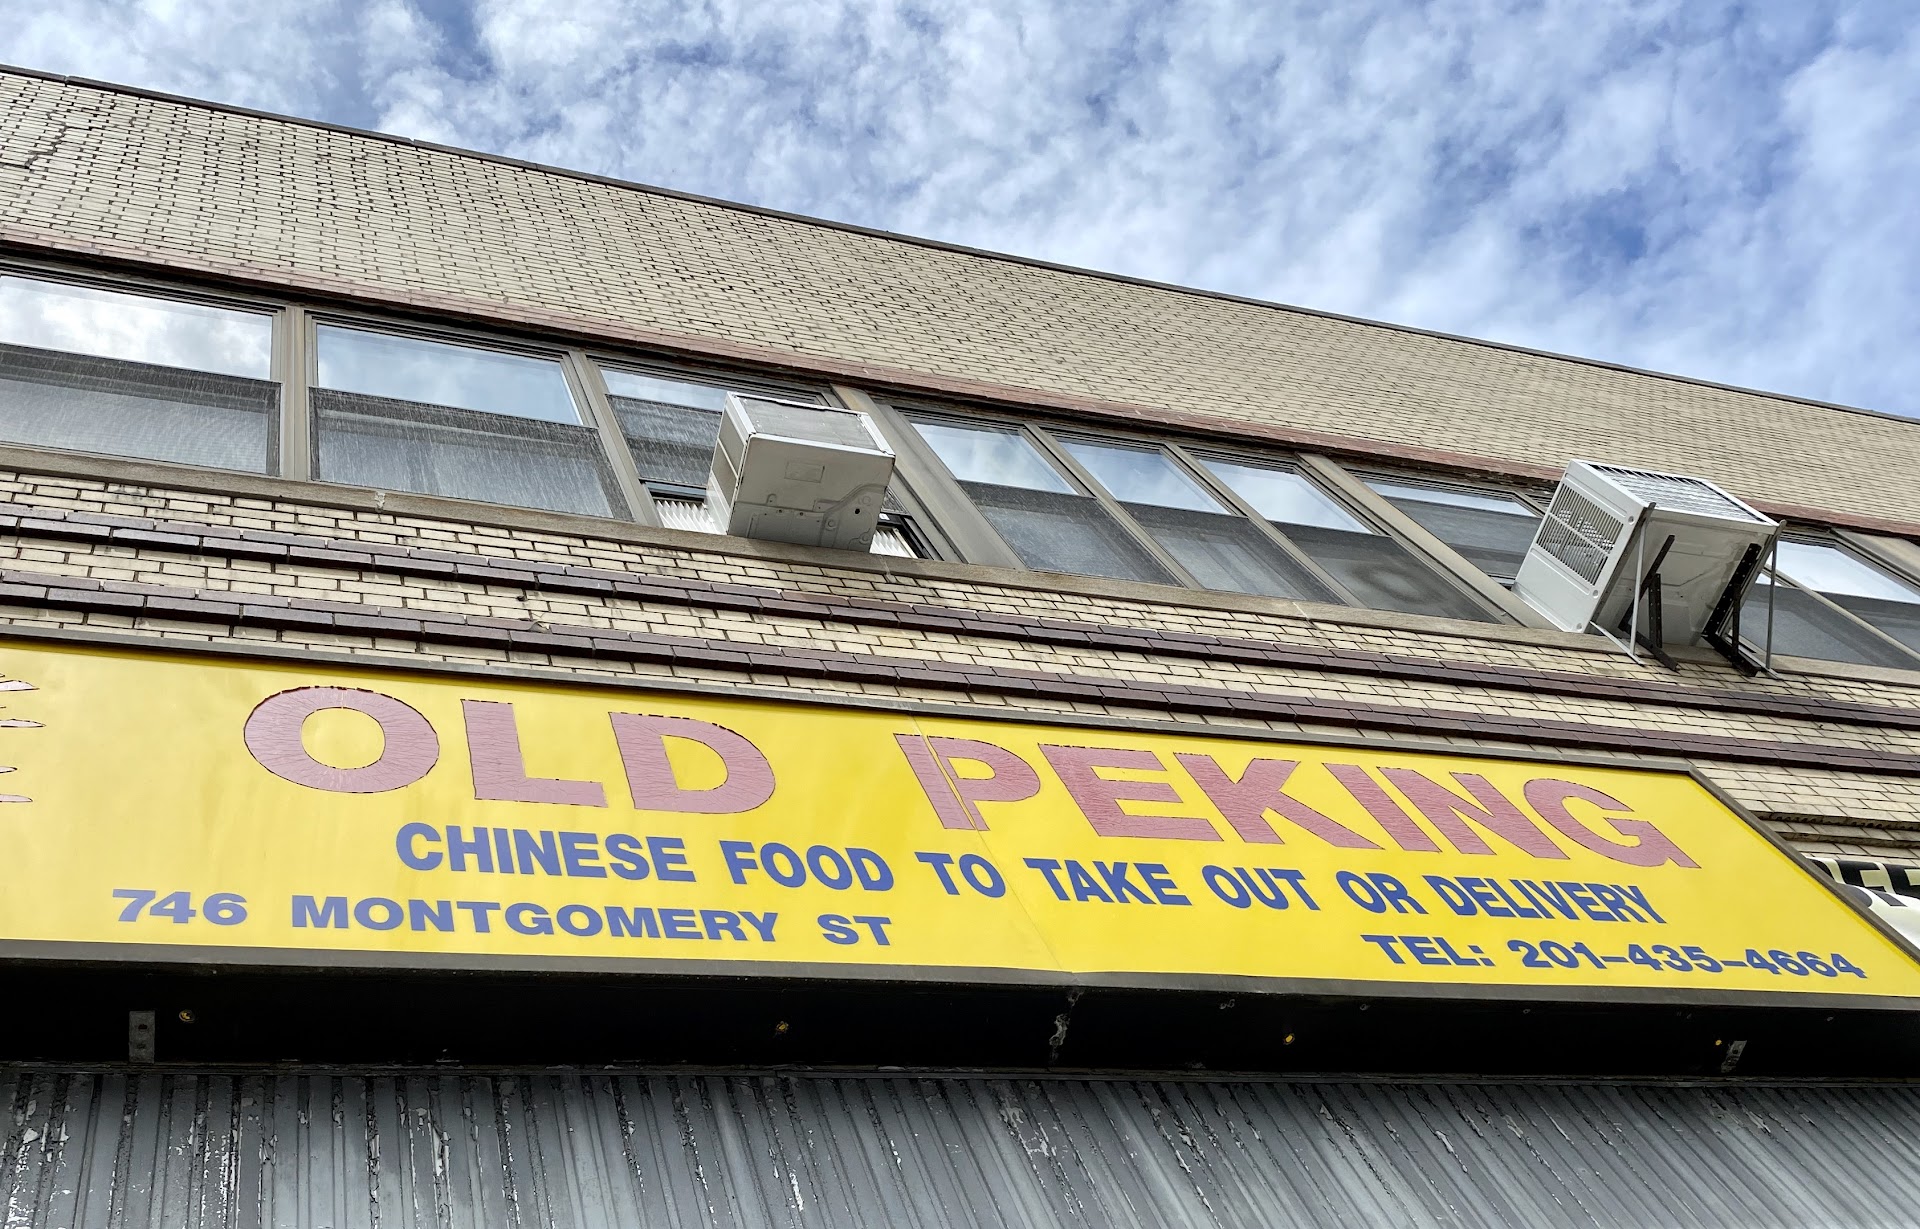 OLD PEKING
CHINESE FOOD TO TAKE OUT OR DELIVERY
746 MONTGOMERY ST
TEL: 201-435-4664